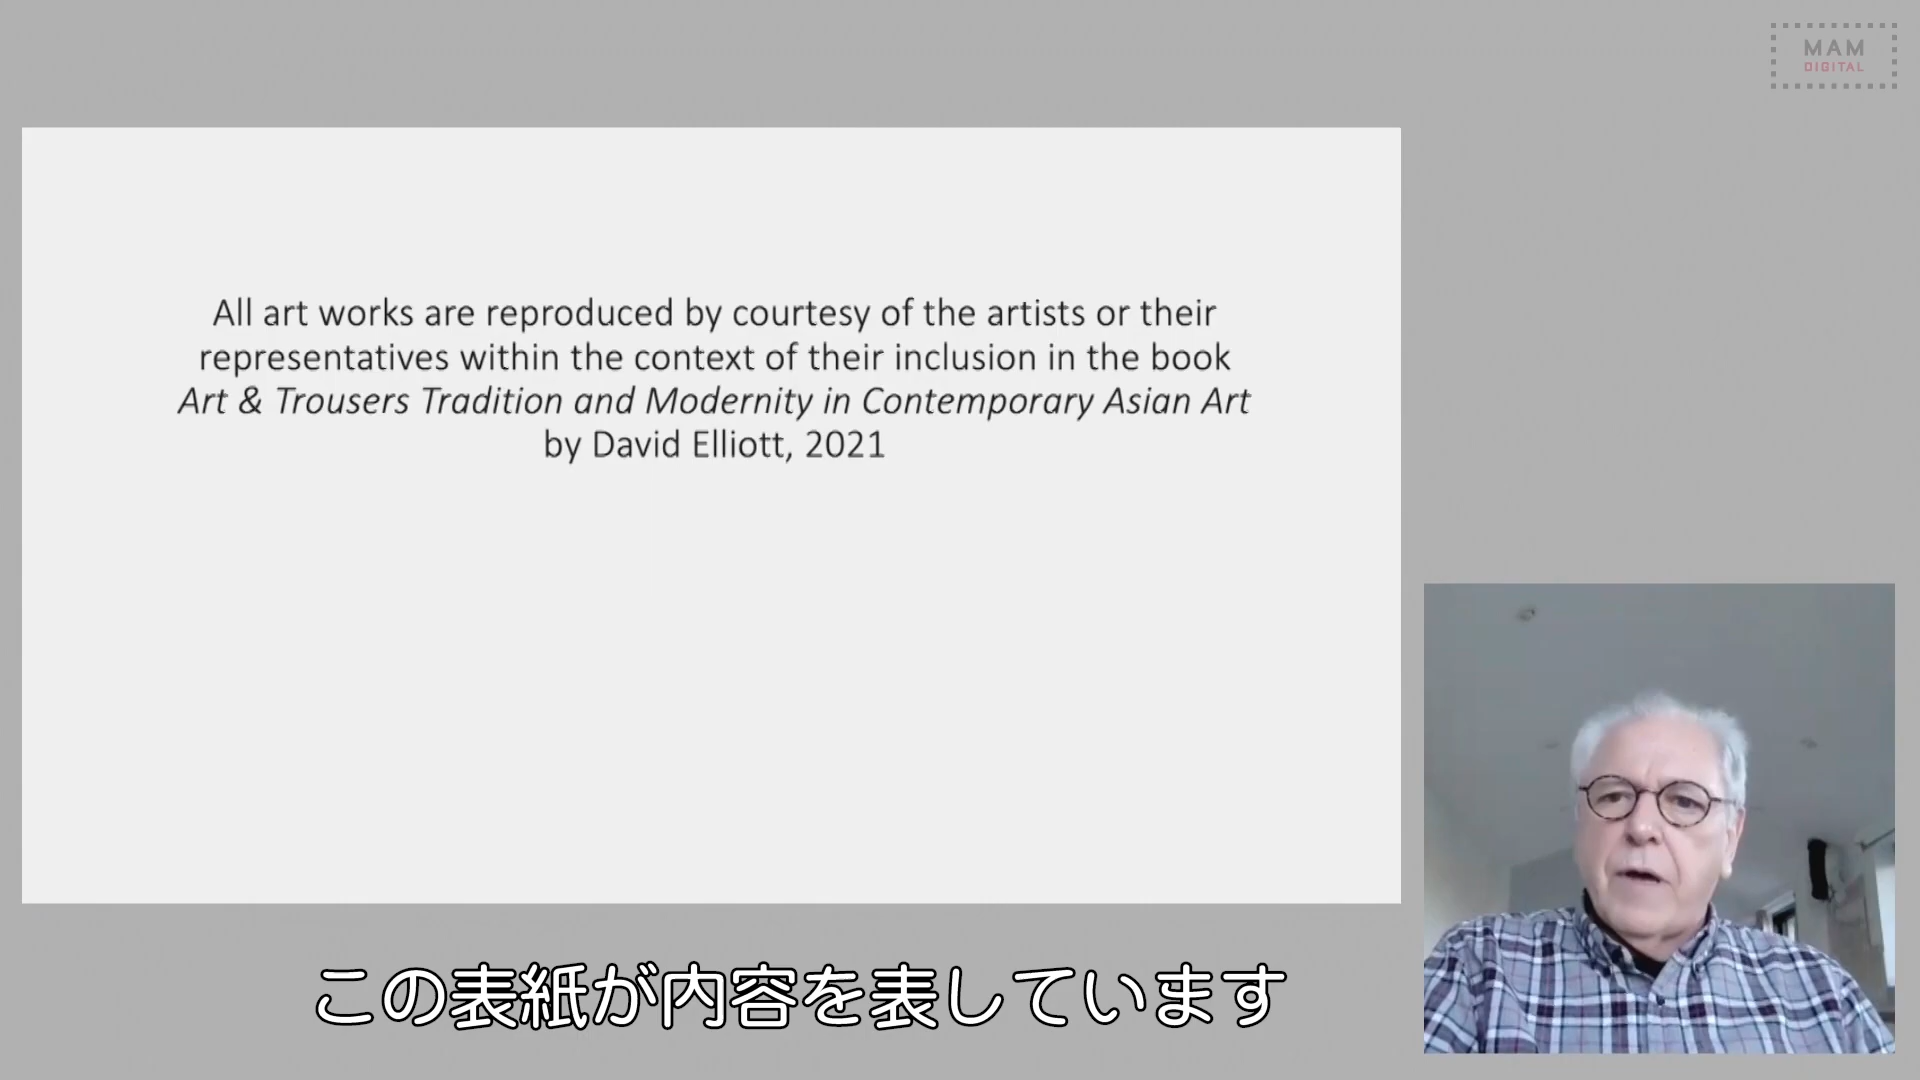 MAM
DIGITAL
All art works are reproduced by courtesy of the artists or their
representatives within the context of their inclusion in the book
Art & Trousers Tradition and Modernity in Contemporary Asian Art
by David Elliott, 2021
この表紙が内容を表しています